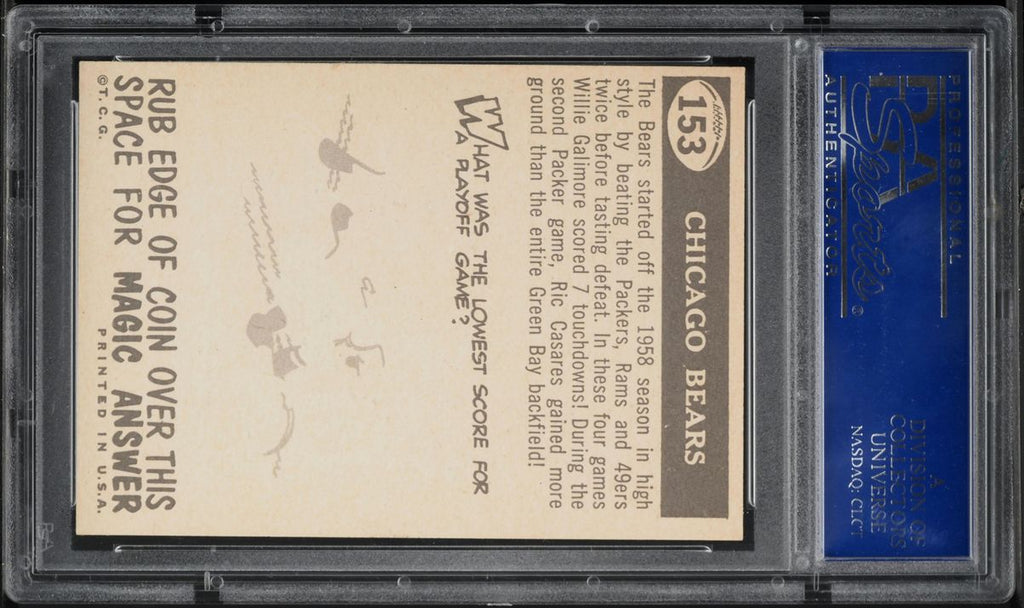 PROFESSIONAL
PSA
Sports®
AUTHENTICATOR
A
DIVISION OF
COLLECTORS
UNIVERSE
NASDAQ: CLCT
153 CHICAGO BEARS
The Bears started off the 1958 season in high
style by beating the Packers, Rams and 49ers
twice before tasting defeat. In these four games
Willie Galimore scored 7 touchdowns! During the
second Packer game, Ric Casares gained more
ground than the entire Green Bay backfield!
WHAT WAS THE LOWEST SCORE FOR
A PLAYOFF GAME?
RUB EDGE OF COIN OVER THIS
SPACE FOR MAGIC ANSWER
©T.C.G. PRINTED IN U.S.A.